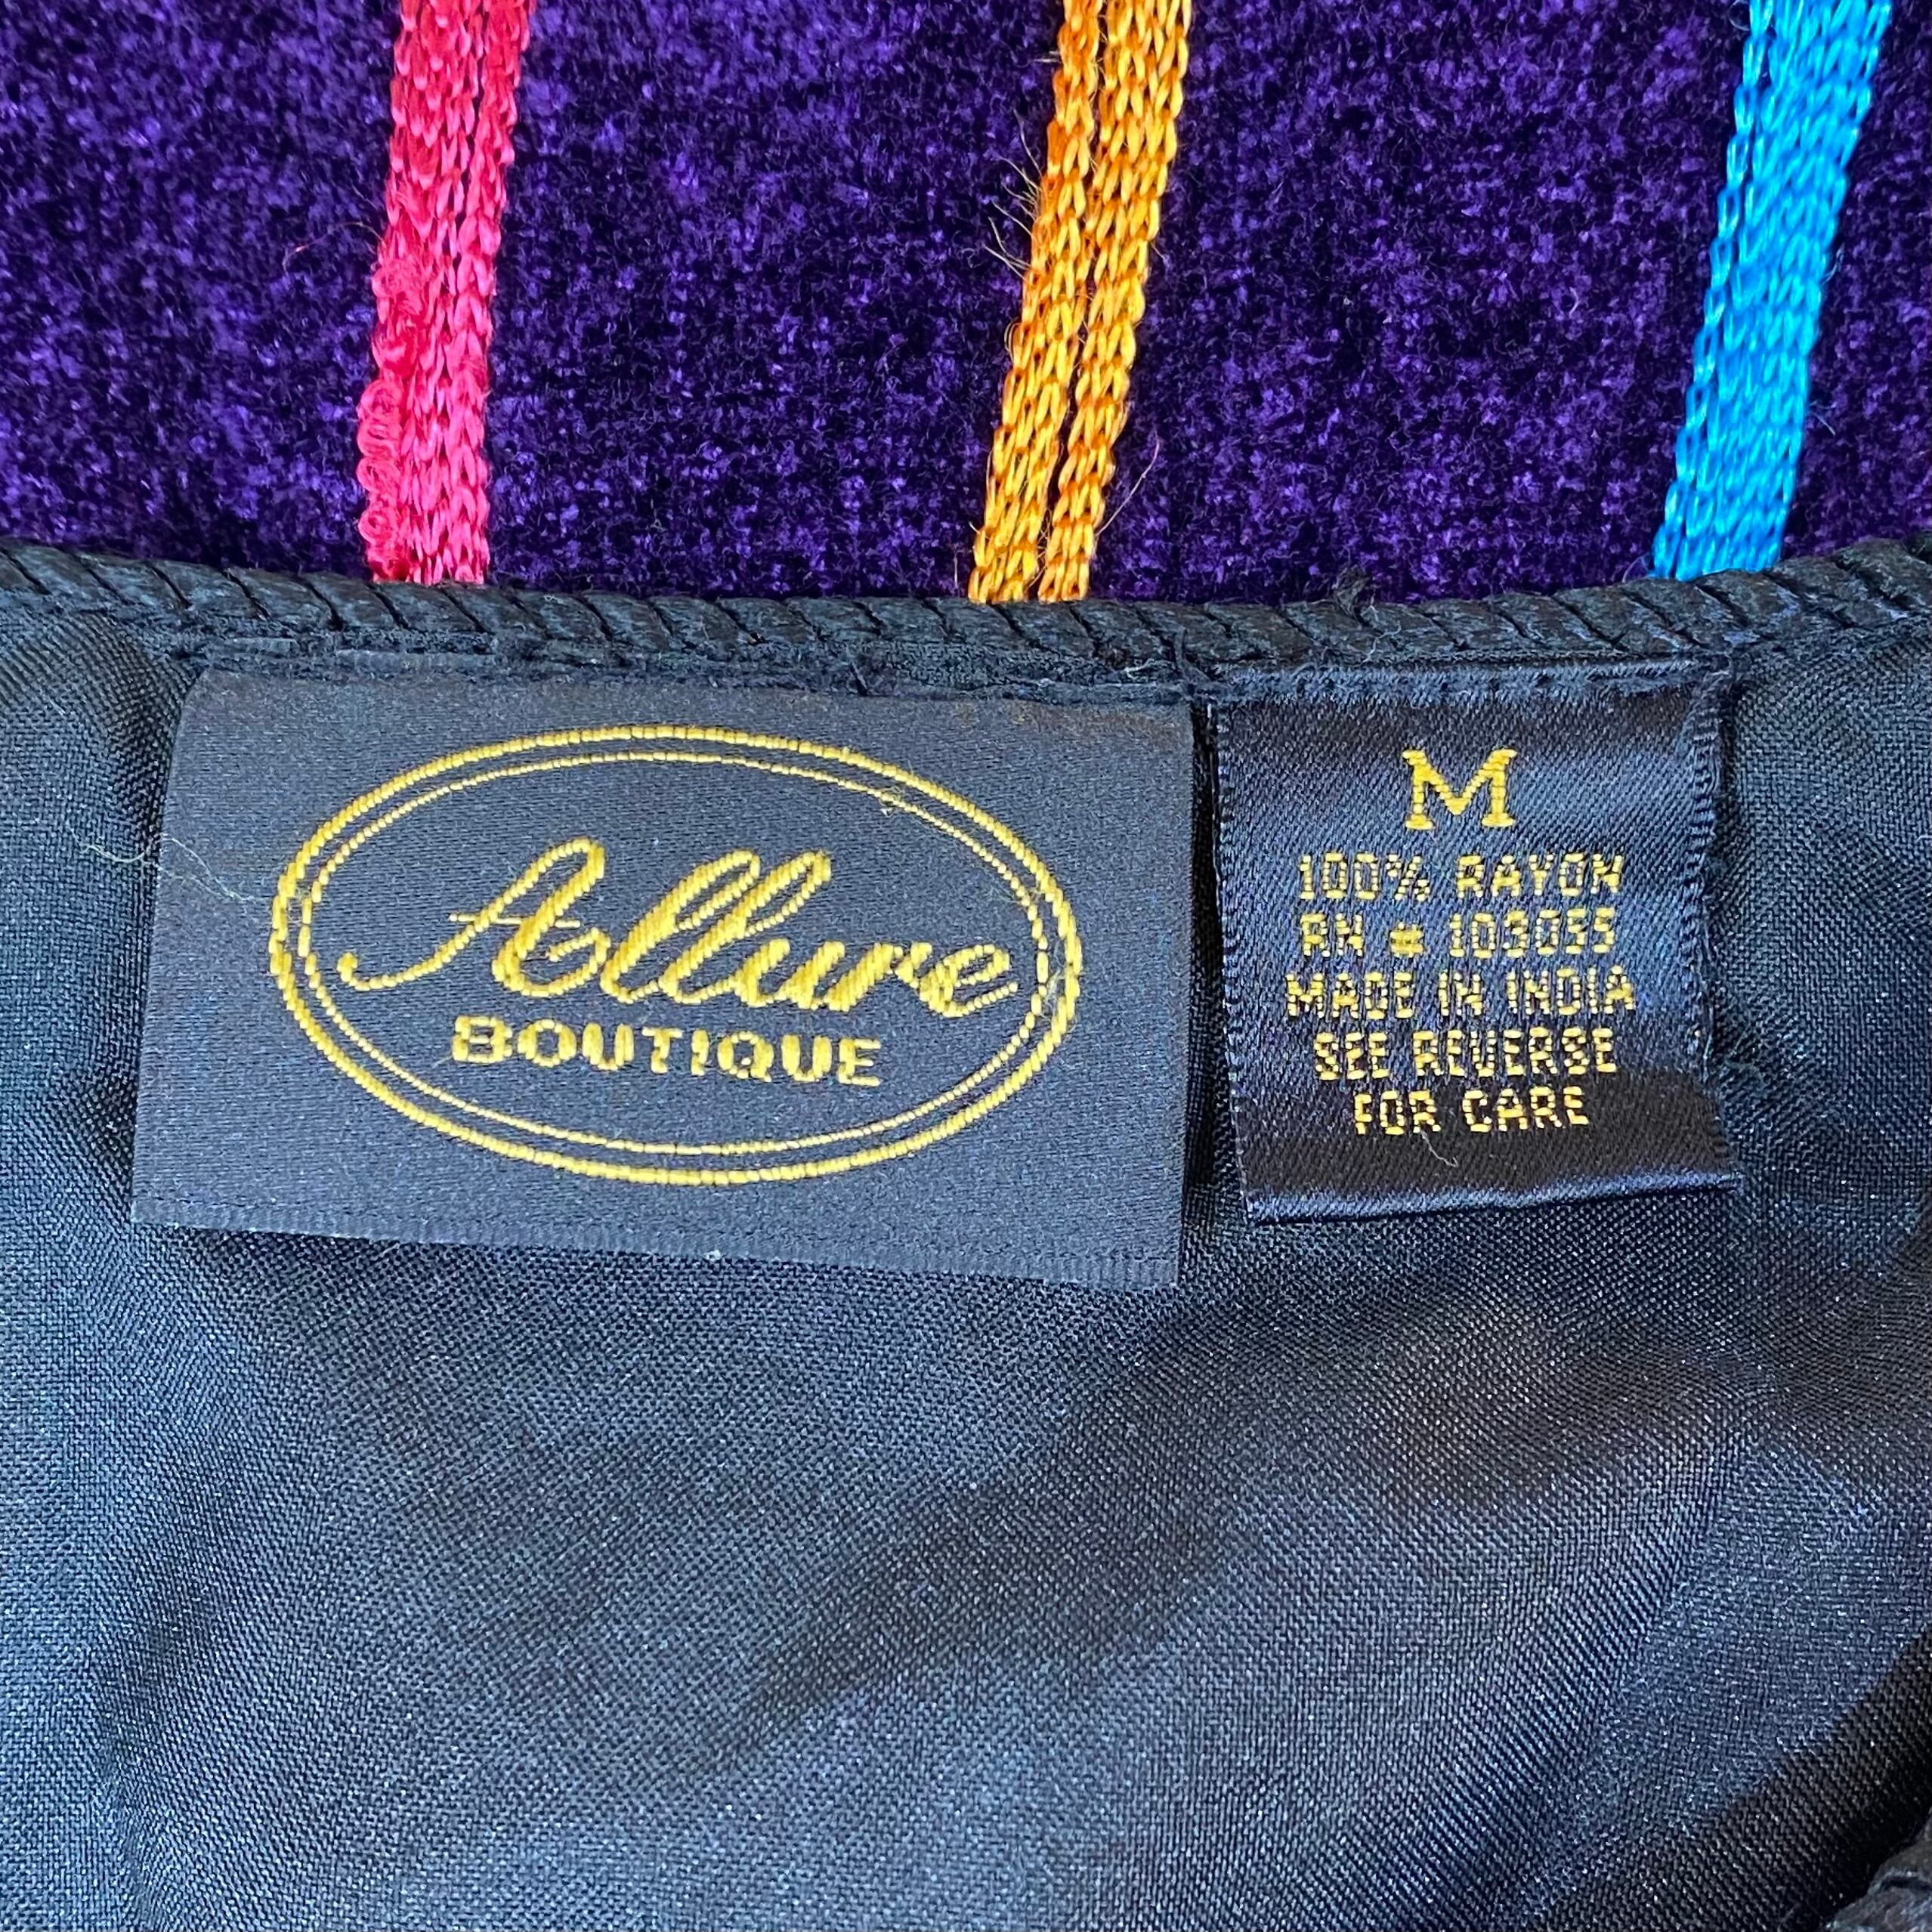 Allure
BOUTIQUE
M
100% RAYON
RN # 103055
MADE IN INDIA
SEE REVERSE
FOR CARE